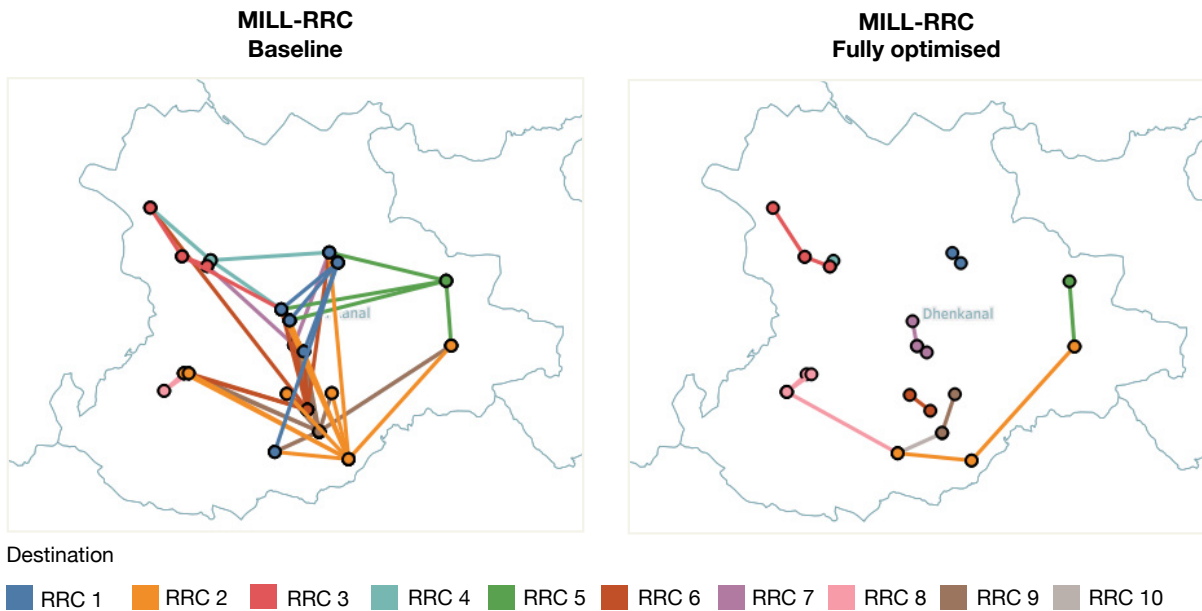 MILL-RRC
Baseline
MILL-RRC
Fully optimised
anal
Dhenkanal
Destination
RRC 1
RRC 2
RRC 3
RRC 4
RRC 5
RRC 6
RRC 7
RRC 8
RRC 9
RRC 10